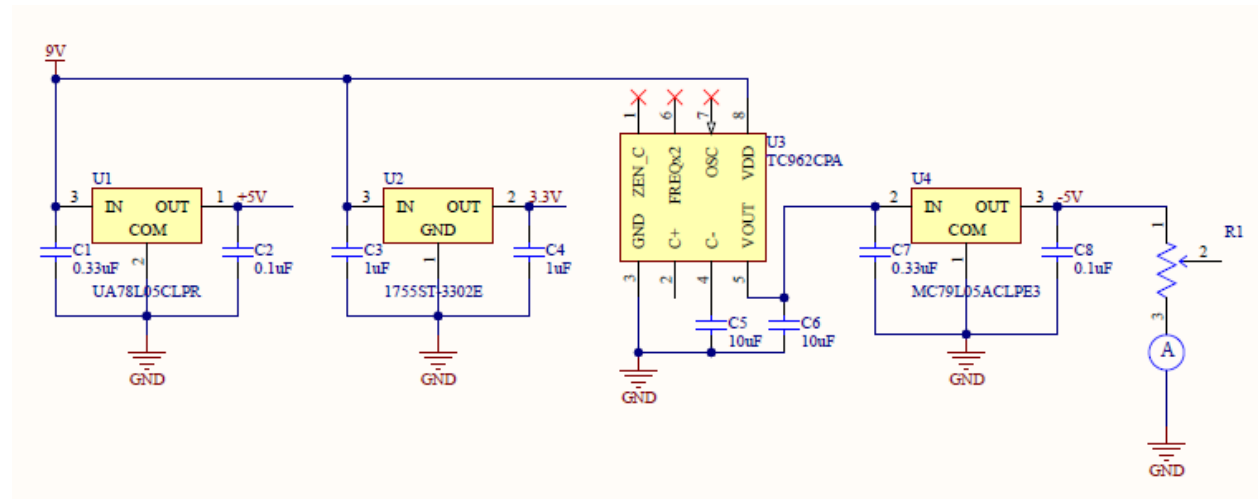 9V
U1
3 IN OUT 1 +5V
COM
2
C1
0.33uF
C2
0.1uF
UA78L05CLPR
GND
U2
3 IN OUT 2 3.3V
GND
1
C3
1uF
C4
1uF
1755ST-3302E
GND
1 6 7 8
ZEN_C FREQx2 OSC VDD
U3
TC962CPA
GND C+ C- VOUT
3 2 4 5
C5
10uF
C6
10uF
GND
U4
2 IN OUT 3 -5V
COM
1
C7
0.33uF
C8
0.1uF
MC79L05ACLPE3
GND
R1
1
2
3
A
GND